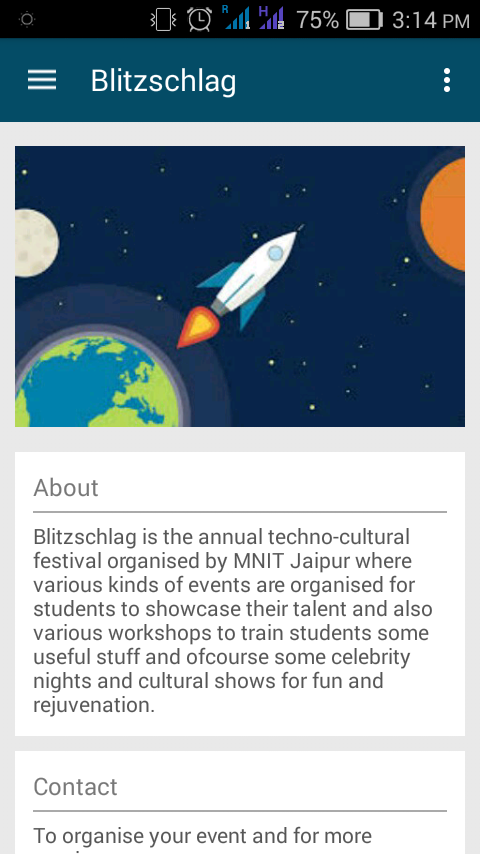 R 1 H 2 75% 3:14 PM
Blitzschlag
About
Blitzschlag is the annual techno-cultural
festival organised by MNIT Jaipur where
various kinds of events are organised for
students to showcase their talent and also
various workshops to train students some
useful stuff and ofcourse some celebrity
nights and cultural shows for fun and
rejuvenation.
Contact
To organise your event and for more